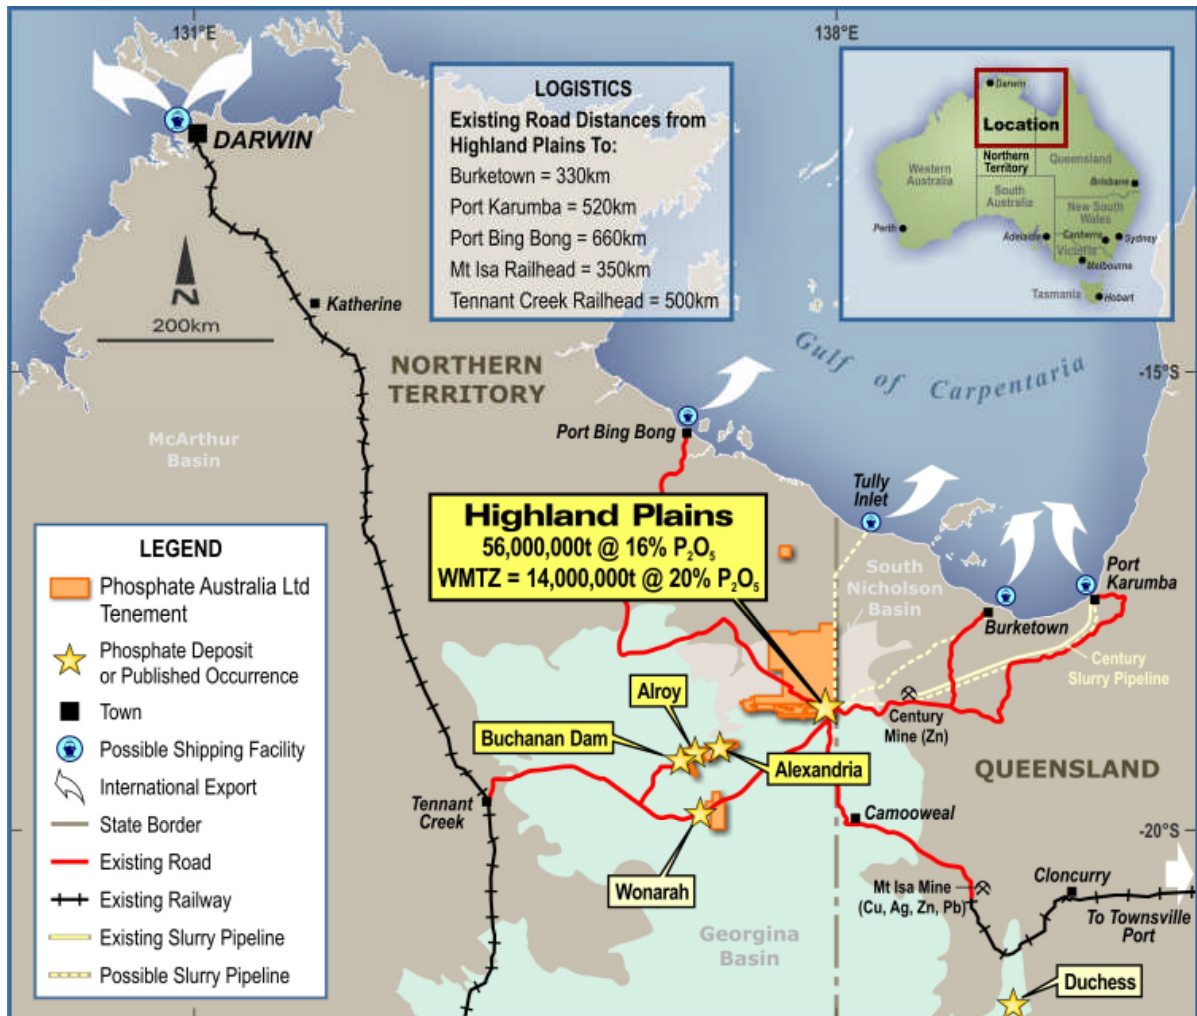 131°E
138°E
DARWIN
LOGISTICS
Existing Road Distances from
Highland Plains To:
Burketown = 330km
Port Karumba = 520km
Port Bing Bong = 660km
Mt Isa Railhead = 350km
Tennant Creek Railhead = 500km
Darwin
Location
Western
Australia
Northern
Territory
Queensland
South
Australia
Brisbane
New South
Wales
Perth
Adelaide
Canberra
Sydney
Victoria
Melbourne
Tasmania
Hobart
N
200km
Katherine
NORTHERN
TERRITORY
Gulf of Carpentaria
-15°S
McArthur
Basin
Port Bing Bong
Tully
Inlet
Highland Plains
56,000,000t @ 16% P₂O₅
WMTZ = 14,000,000t @ 20% P₂O₅
South
Nicholson
Basin
Port
Karumba
Burketown
Century
Slurry Pipeline
LEGEND
Phosphate Australia Ltd
Tenement
Phosphate Deposit
or Published Occurrence
Town
Possible Shipping Facility
International Export
State Border
Existing Road
Existing Railway
Existing Slurry Pipeline
Possible Slurry Pipeline
Alroy
Buchanan Dam
Alexandria
Century
Mine (Zn)
QUEENSLAND
Tennant
Creek
Camooweal
-20°S
Wonarah
Mt Isa Mine
(Cu, Ag, Zn, Pb)
Cloncurry
To Townsville
Port
Georgina
Basin
Duchess